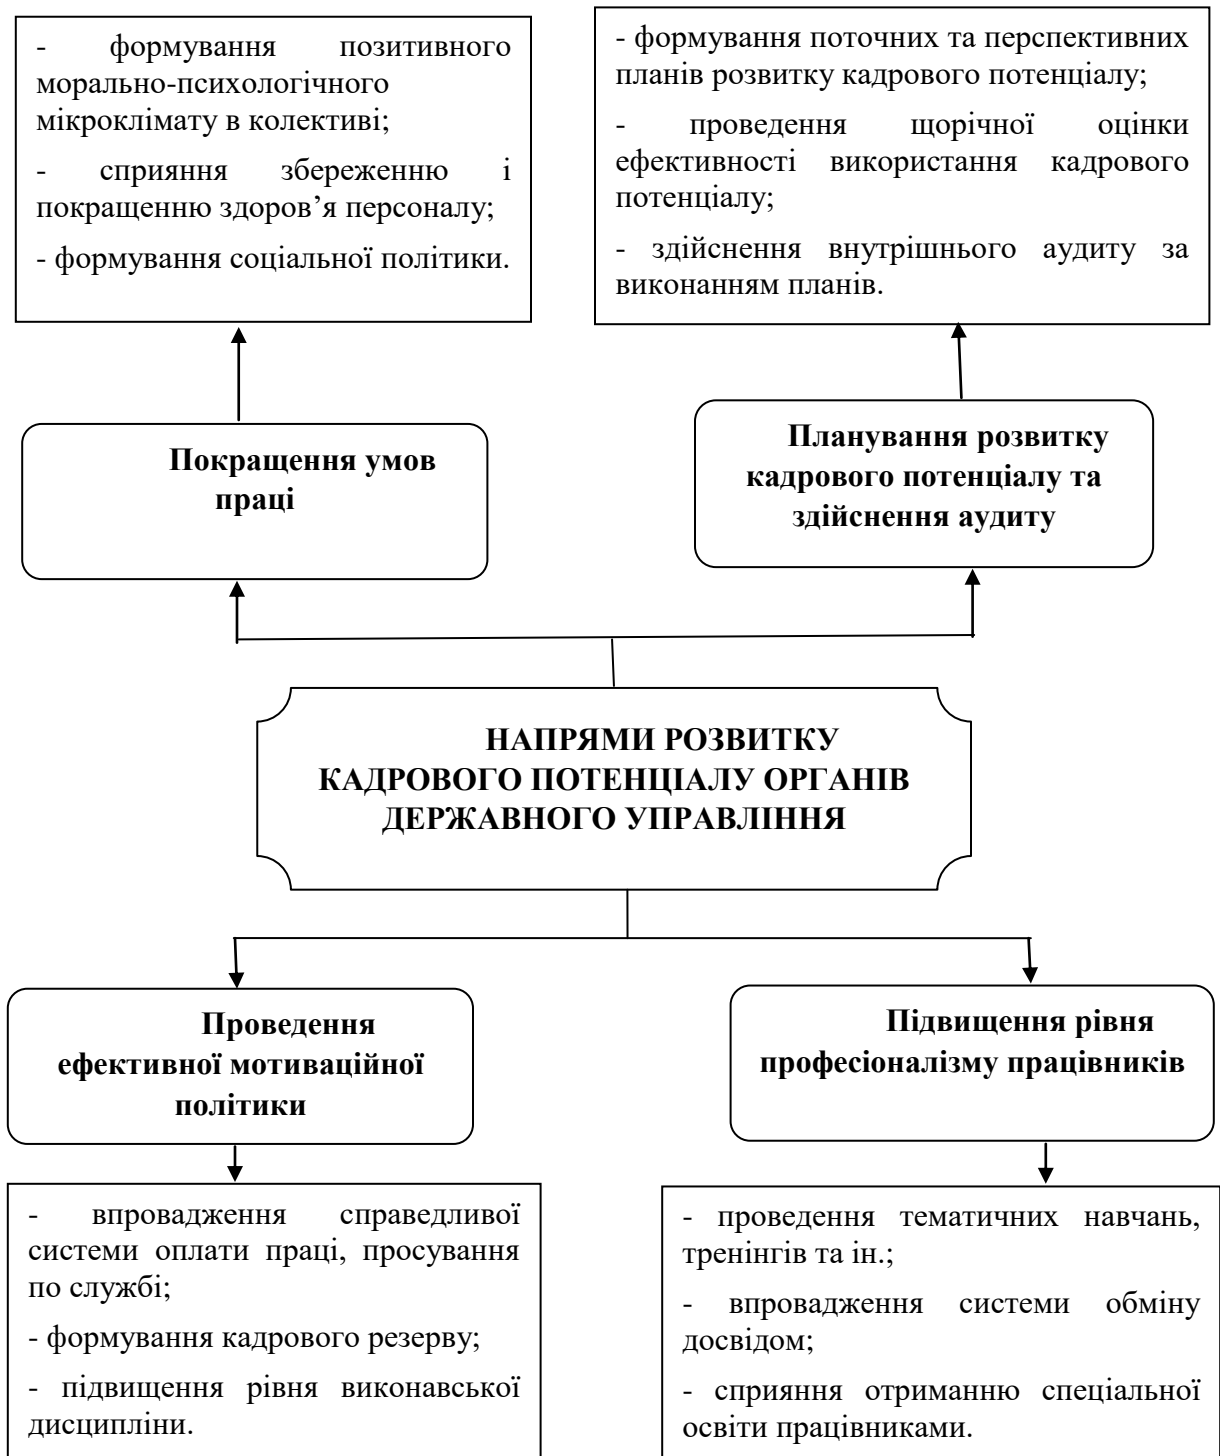 - формування позитивного
морально-психологічного
мікроклімату в колективі;
- сприяння збереженню і
покращенню здоров’я персоналу;
- формування соціальної політики.
- формування поточних та перспективних
планів розвитку кадрового потенціалу;
- проведення щорічної оцінки
ефективності використання кадрового
потенціалу;
- здійснення внутрішнього аудиту за
виконанням планів.
Покращення умов
праці
Планування розвитку
кадрового потенціалу та
здійснення аудиту
НАПРЯМИ РОЗВИТКУ
КАДРОВОГО ПОТЕНЦІАЛУ ОРГАНІВ
ДЕРЖАВНОГО УПРАВЛІННЯ
Проведення
ефективної мотиваційної
політики
Підвищення рівня
професіоналізму працівників
- впровадження справедливої
системи оплати праці, просування
по службі;
- формування кадрового резерву;
- підвищення рівня виконавської
дисципліни.
- проведення тематичних навчань,
тренінгів та ін.;
- впровадження системи обміну
досвідом;
- сприяння отриманню спеціальної
освіти працівниками.